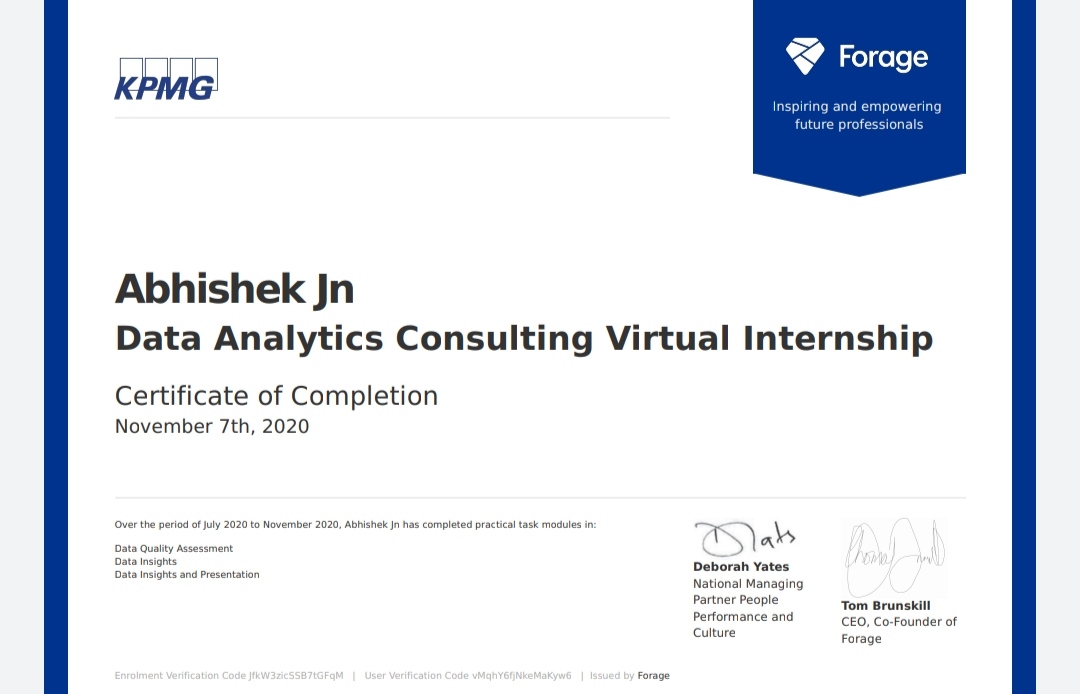 KPMG
Forage
Inspiring and empowering
future professionals
Abhishek Jn
Data Analytics Consulting Virtual Internship
Certificate of Completion
November 7th, 2020
Over the period of July 2020 to November 2020, Abhishek Jn has completed practical task modules in:
Data Quality Assessment
Data Insights
Data Insights and Presentation
Deborah Yates
National Managing
Partner People
Performance and
Culture
Tom Brunskill
CEO, Co-Founder of
Forage
Enrolment Verification Code JfkW3zicSSB7tGFqM | User Verification Code vMqhY6fjNkeMaKyw6 | Issued by Forage